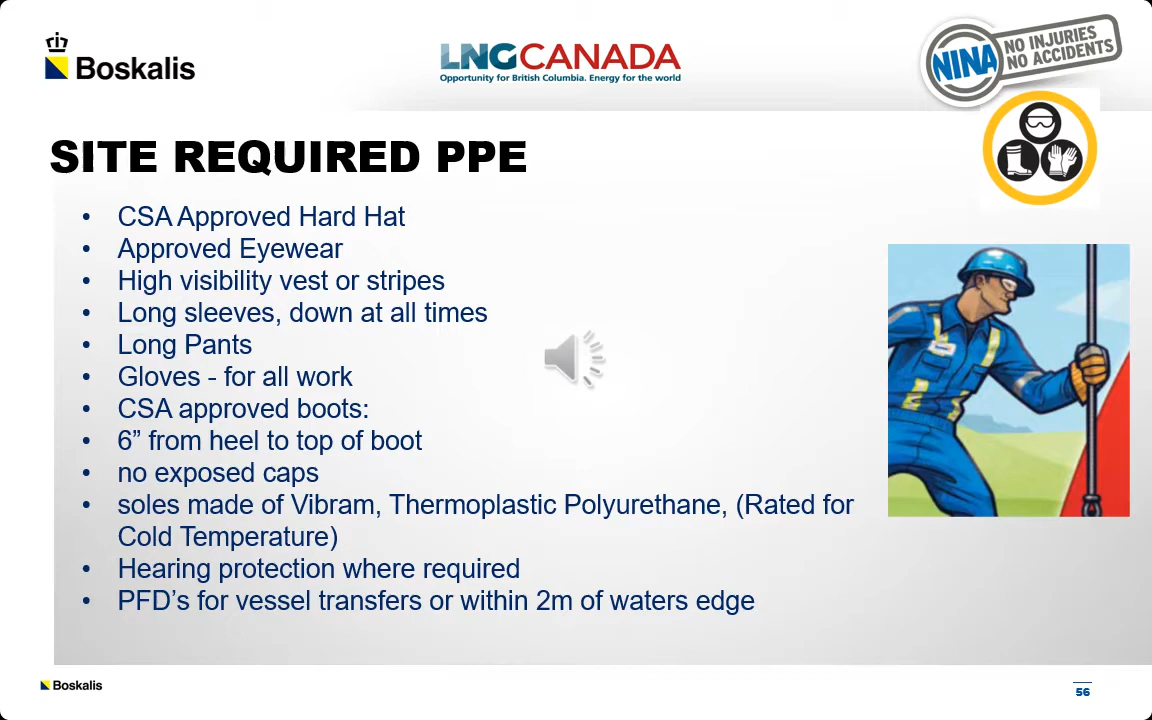 Boskalis
LNGCANADA
Opportunity for British Columbia. Energy for the world
NINA
NO INJURIES
NO ACCIDENTS
SITE REQUIRED PPE
• CSA Approved Hard Hat
• Approved Eyewear
• High visibility vest or stripes
• Long sleeves, down at all times
• Long Pants
• Gloves - for all work
• CSA approved boots:
• 6” from heel to top of boot
• no exposed caps
• soles made of Vibram, Thermoplastic Polyurethane, (Rated for
Cold Temperature)
• Hearing protection where required
• PFD’s for vessel transfers or within 2m of waters edge
Boskalis
56